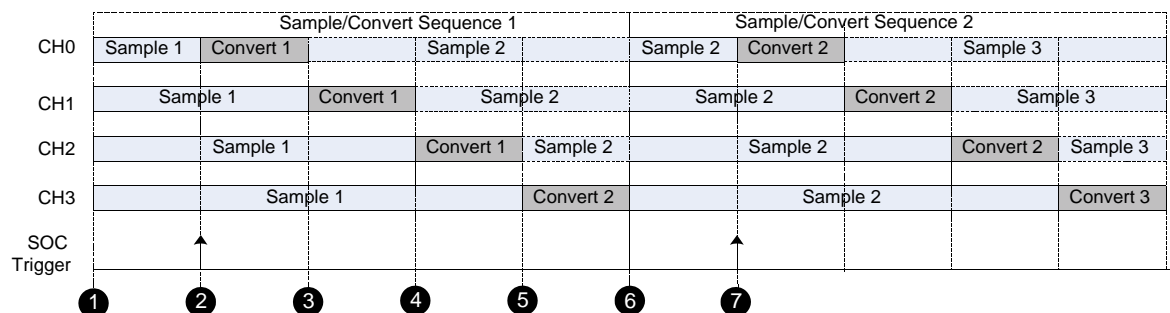 Sample/Convert Sequence 1 Sample/Convert Sequence 2
CH0 Sample 1 Convert 1 Sample 2 Sample 2 Convert 2 Sample 3
CH1 Sample 1 Convert 1 Sample 2 Sample 2 Convert 2 Sample 3
CH2 Sample 1 Convert 1 Sample 2 Sample 2 Convert 2 Sample 3
CH3 Sample 1 Convert 2 Sample 2 Convert 3
SOC
Trigger
1 2 3 4 5 6 7